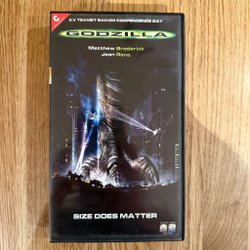 AV TEAMET BAKOM INDEPENDENCE DAY
GODZILLA
Matthew Broderick
Jean Reno
SIZE DOES MATTER